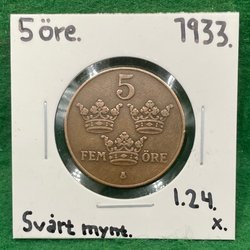 5 öre. 1933.
5
FEM ÖRE
Svårt mynt. 1.24.
x.